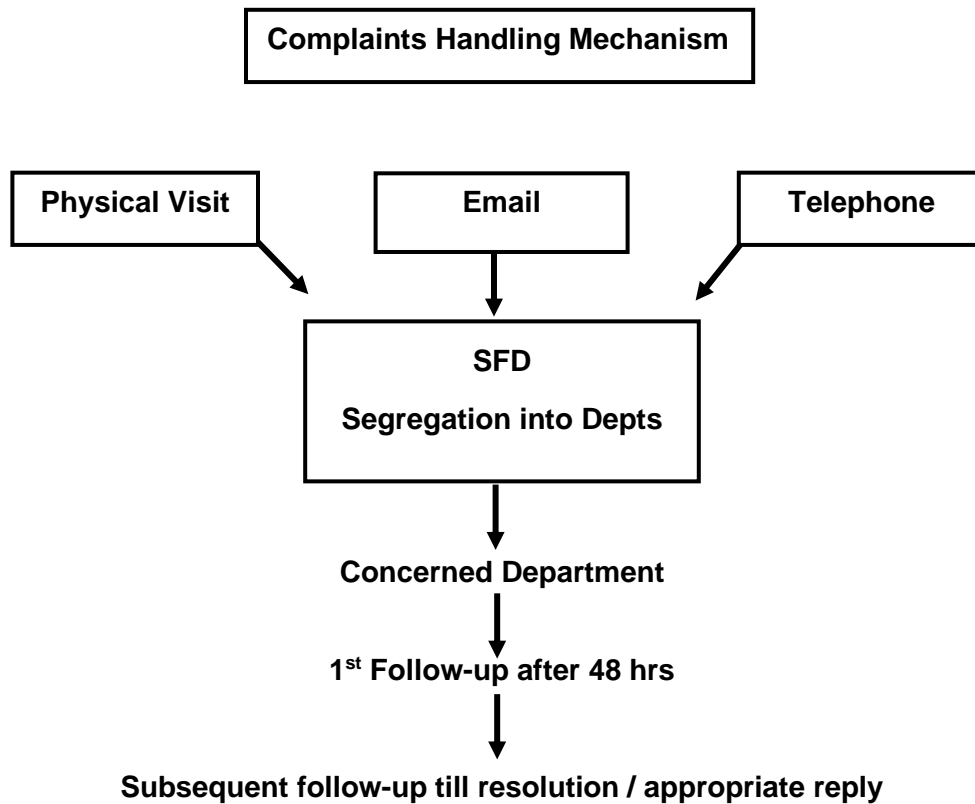 Complaints Handling Mechanism
Physical Visit
Email
Telephone
SFD
Segregation into Depts
Concerned Department
1st Follow-up after 48 hrs
Subsequent follow-up till resolution / appropriate reply